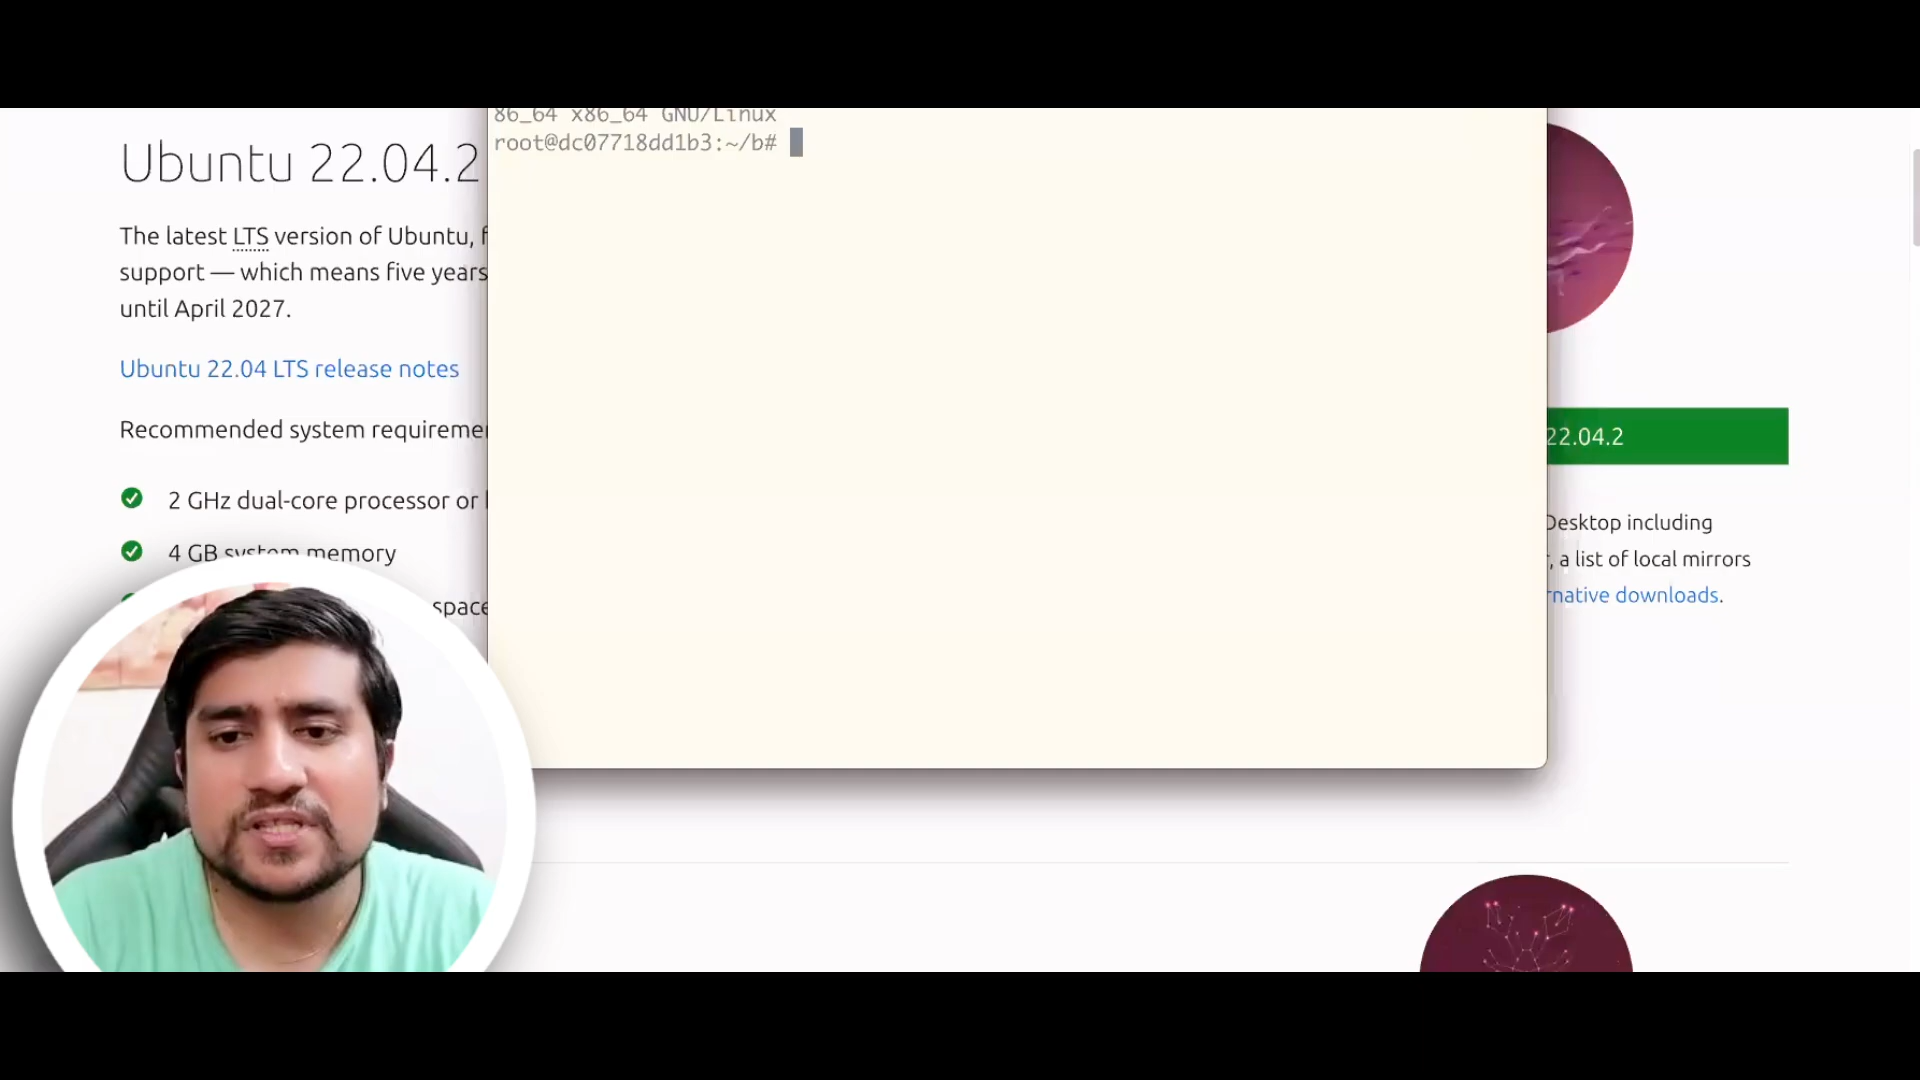 86_64 x86_64 GNU/Linux
root@dc07718dd1b3:~/b#
Ubuntu 22.04.2
The latest LTS version of Ubuntu, f
support — which means five years
until April 2027.
Ubuntu 22.04 LTS release notes
Recommended system requireme
2 GHz dual-core processor or
4 GB system memory
space
22.04.2
Desktop including
, a list of local mirrors
rnative downloads.